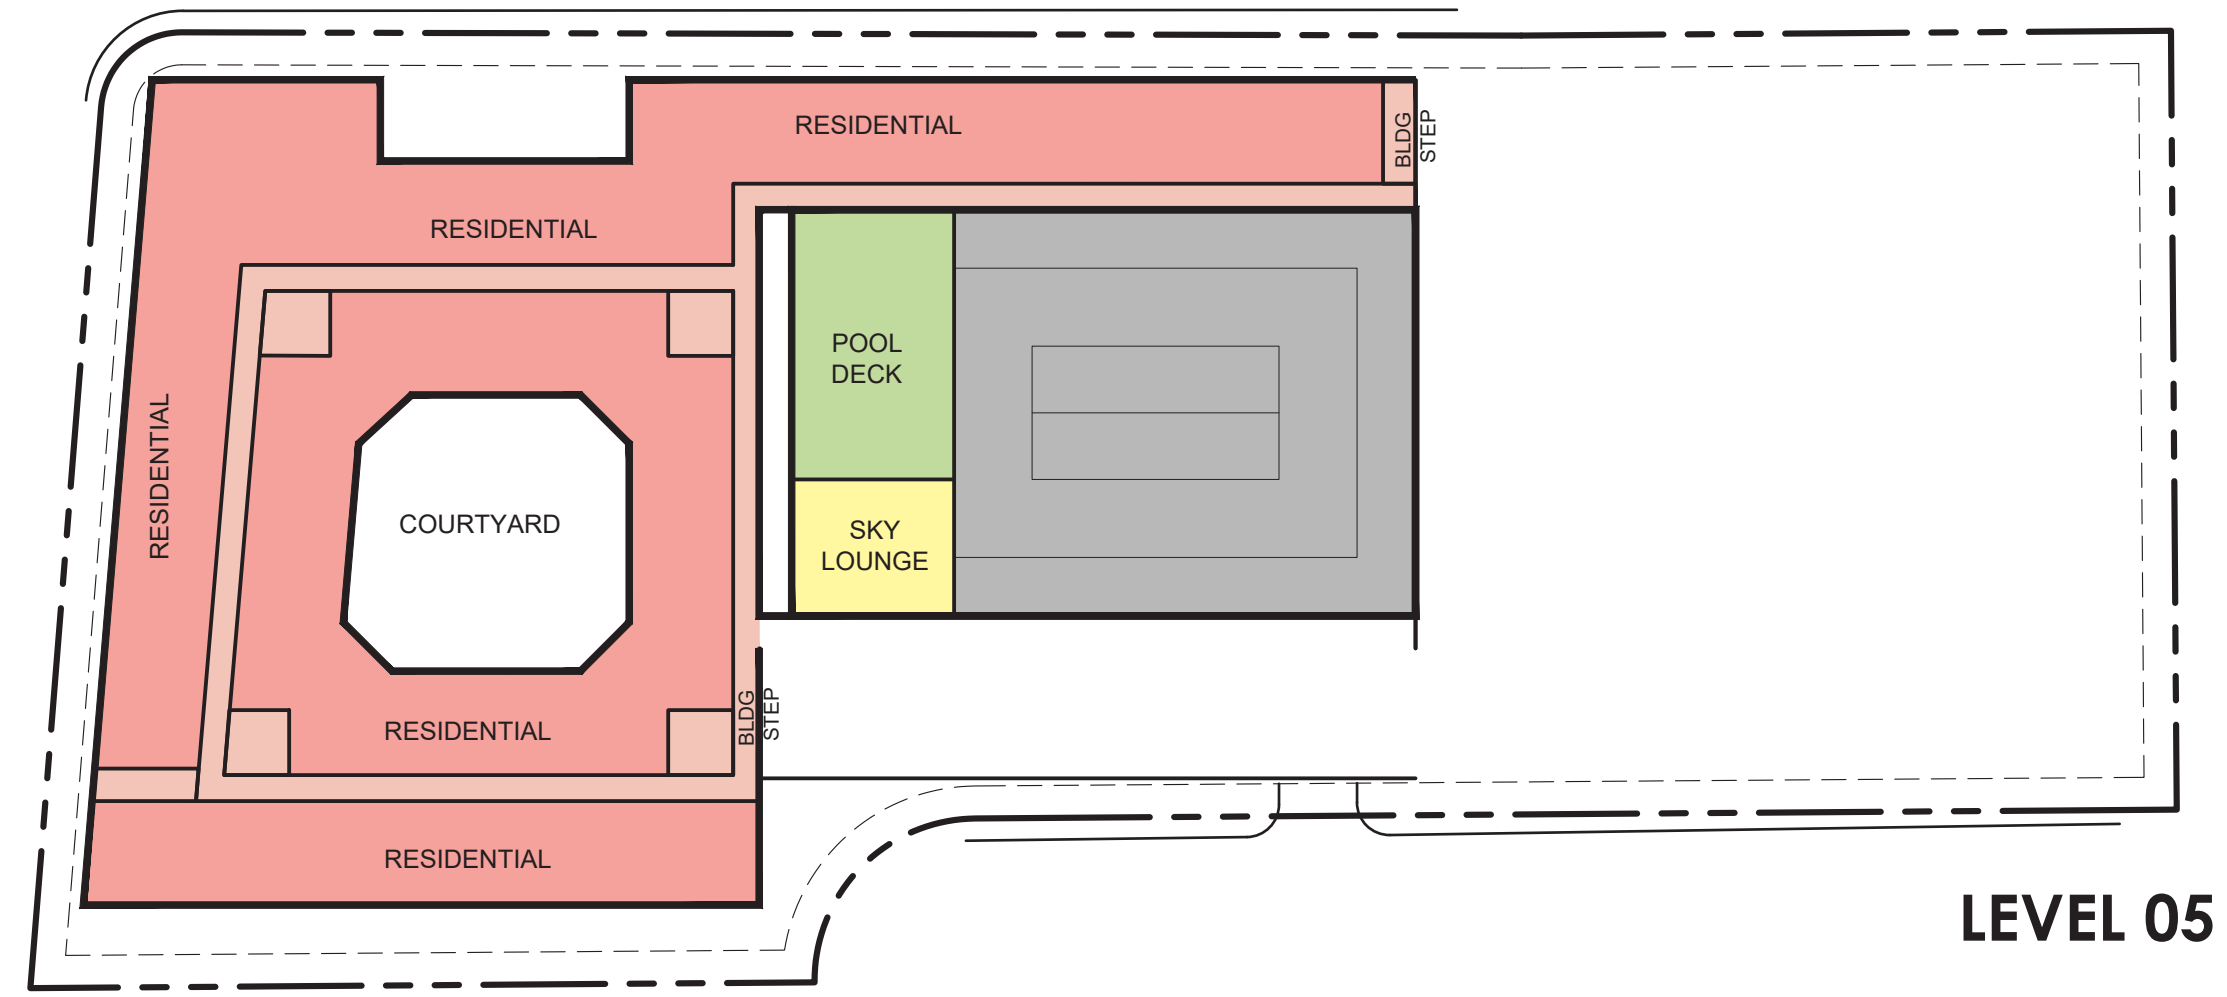 RESIDENTIAL
BLDG
STEP
RESIDENTIAL
POOL
DECK
RESIDENTIAL
COURTYARD
SKY
LOUNGE
RESIDENTIAL
BLDG
STEP
RESIDENTIAL
LEVEL 05